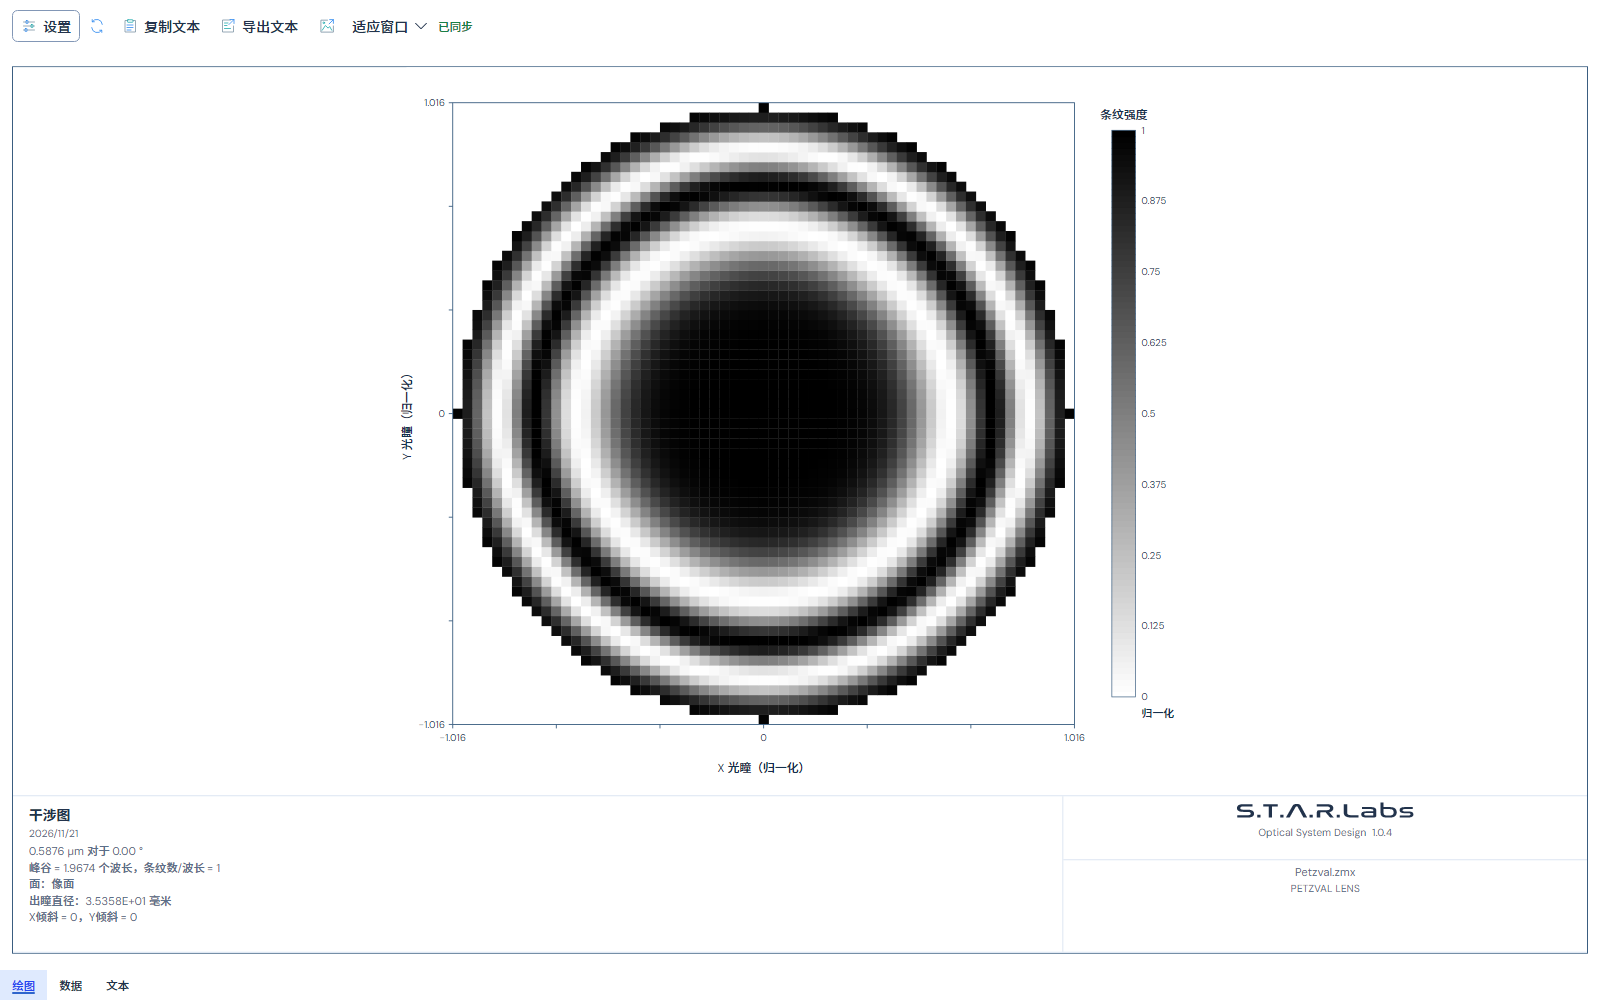 设置
复制文本
导出文本
适应窗口
已同步
1.016
0
-1.016
-1.016
0
1.016
Y 光瞳（归一化）
X 光瞳（归一化）
条纹强度
1
0.875
0.75
0.625
0.5
0.375
0.25
0.125
0
归一化
干涉图
2026/11/21
0.5876 µm 对于 0.00 °
峰谷 = 1.9674 个波长，条纹数/波长 = 1
面：像面
出瞳直径：3.5358E+01 毫米
X倾斜 = 0，Y倾斜 = 0
S.T.A.R.Labs
Optical System Design 1.0.4
Petzval.zmx
PETZVAL LENS
绘图
数据
文本